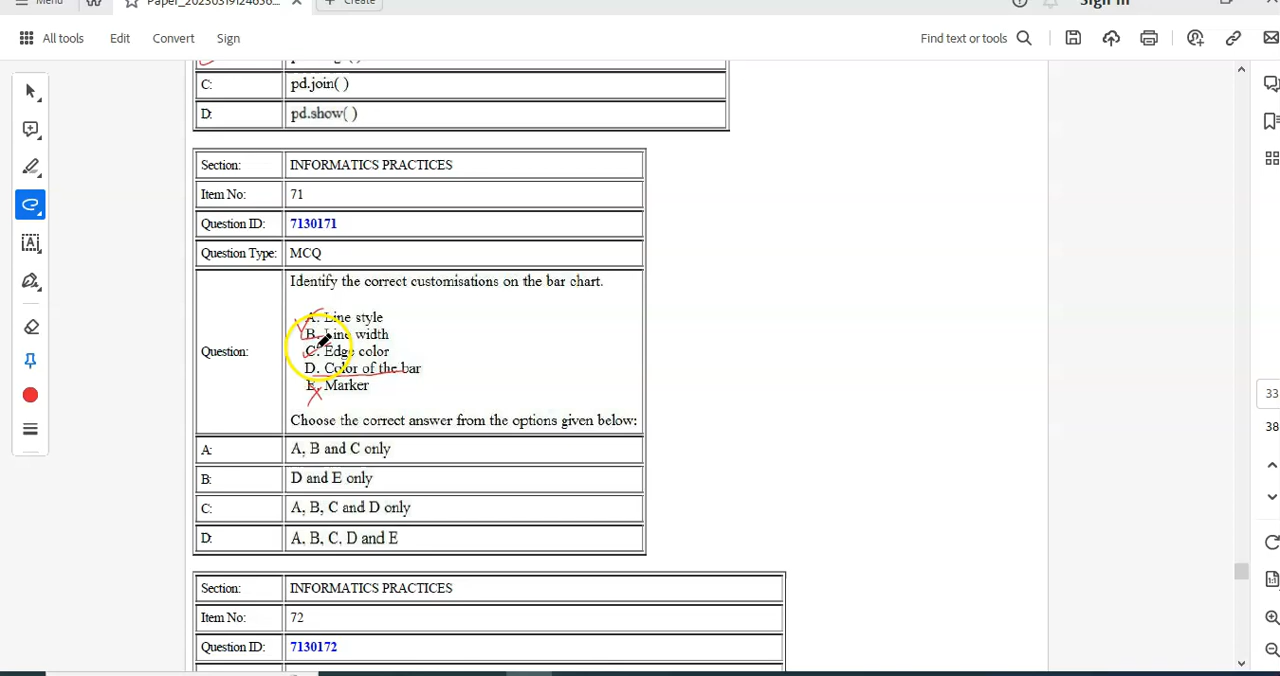 Menu
Paper_20230319124636...
Create
Sign in
All tools
Edit
Convert
Sign
Find text or tools
C: pd.join( )
D: pd.show( )
Section: INFORMATICS PRACTICES
Item No: 71
Question ID: 7130171
Question Type: MCQ
Question:
Identify the correct customisations on the bar chart.
A. Line style
B. Line width
C. Edge color
D. Color of the bar
E. Marker
Choose the correct answer from the options given below:
A: A, B and C only
B: D and E only
C: A, B, C and D only
D: A, B, C, D and E
Section: INFORMATICS PRACTICES
Item No: 72
Question ID: 7130172
33
38